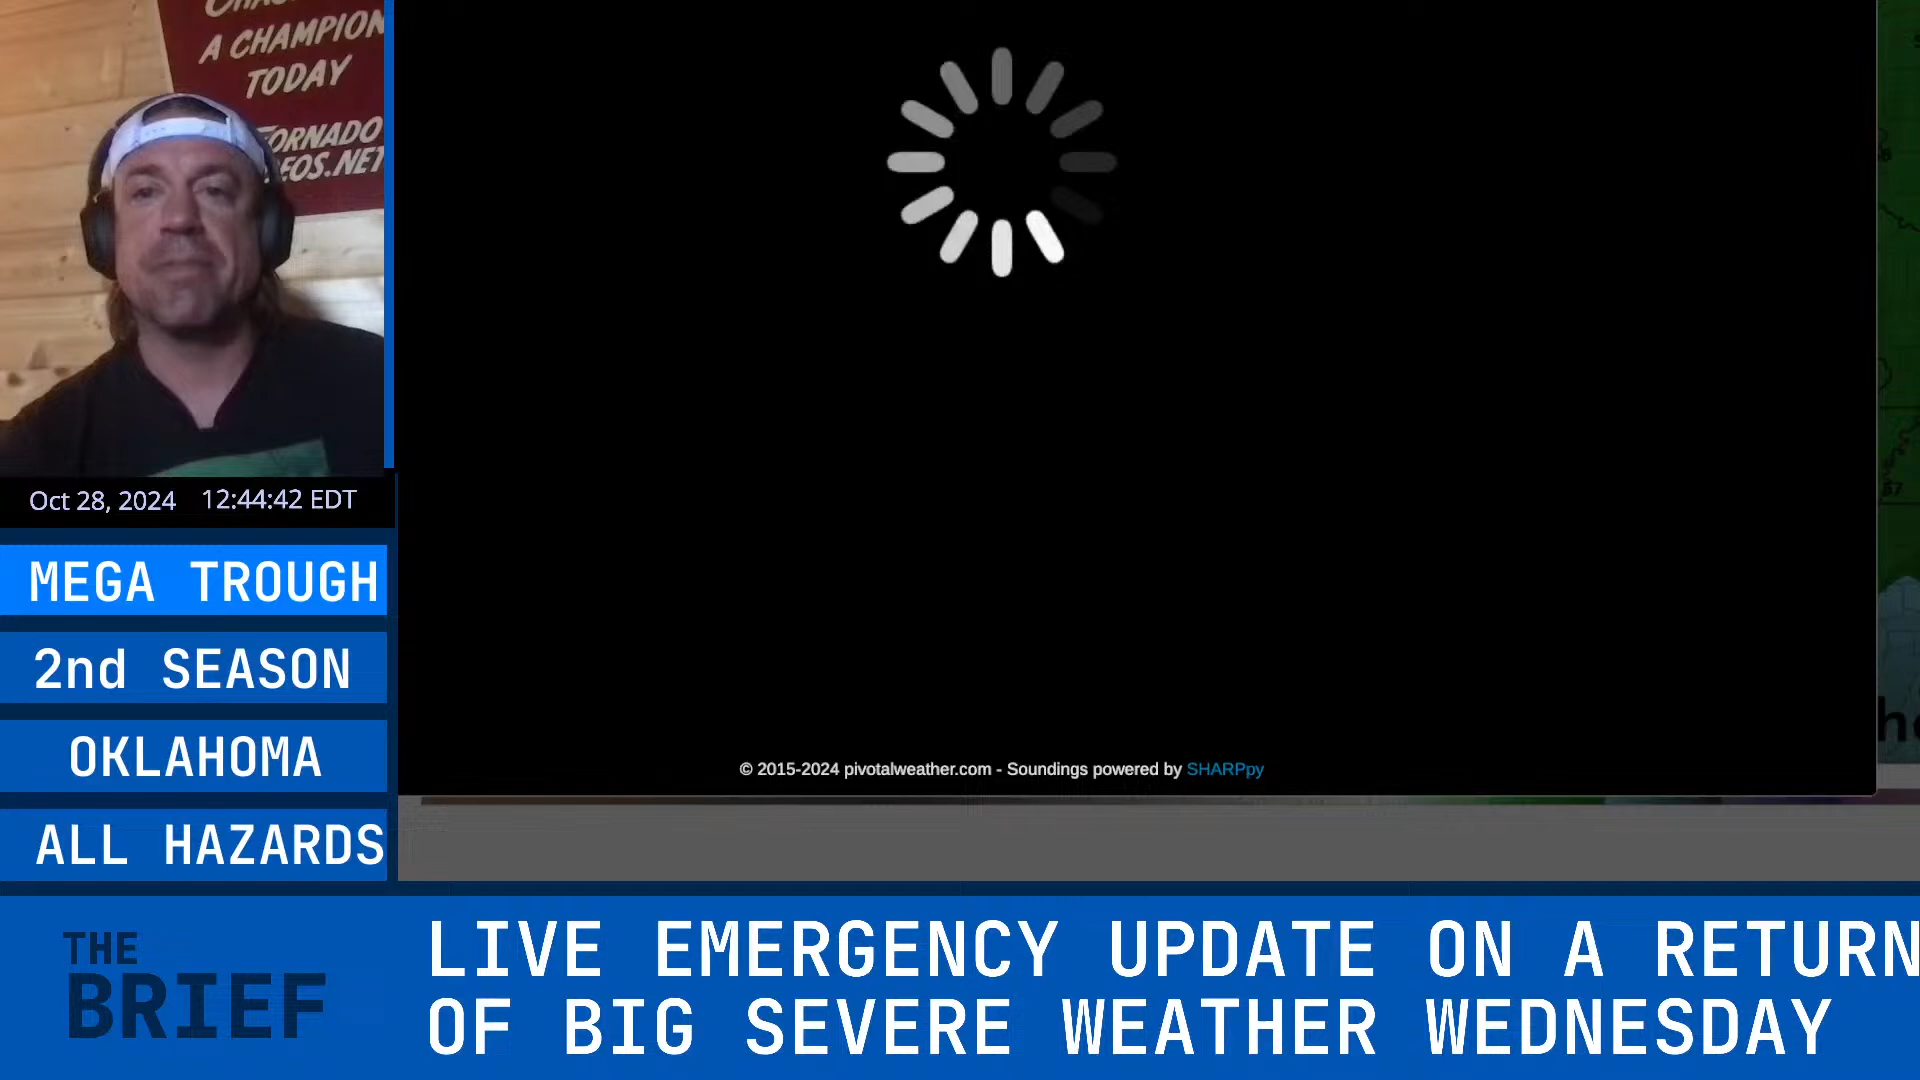 A CHAMPION
TODAY
Oct 28, 2024 12:44:42 EDT
MEGA TROUGH
2nd SEASON
OKLAHOMA
ALL HAZARDS
© 2015-2024 pivotalweather.com - Soundings powered by SHARPpy
THE
BRIEF
LIVE EMERGENCY UPDATE ON A RETURN
OF BIG SEVERE WEATHER WEDNESDAY